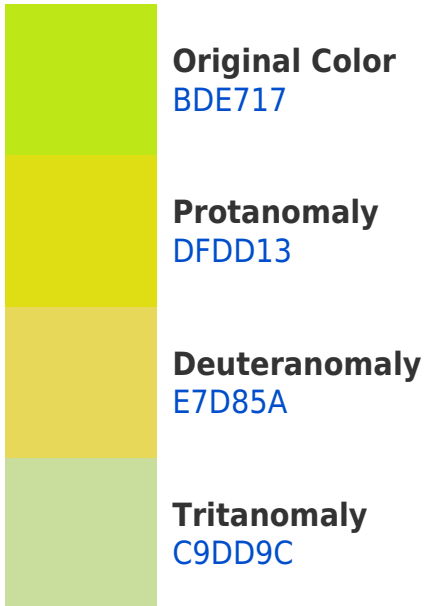 Original Color
BDE717
Protanomaly
DFDD13
Deuteranomaly
E7D85A
Tritanomaly
C9DD9C